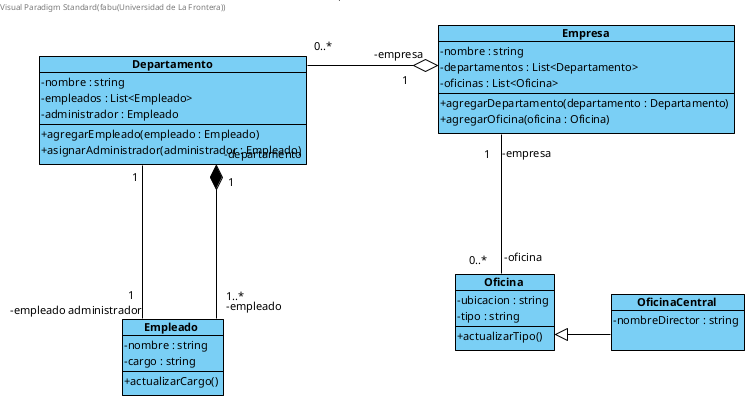 Visual Paradigm Standard(fabu(Universidad de La Frontera))
Empresa
-nombre : string
-departamentos : List<Departamento>
-oficinas : List<Oficina>
+agregarDepartamento(departamento : Departamento)
+agregarOficina(oficina : Oficina)
0..*
-empresa
1
Departamento
-nombre : string
-empleados : List<Empleado>
-administrador : Empleado
+agregarEmpleado(empleado : Empleado)
+asignarAdministrador(administrador : Empleado)
-departamento
1
1
1
-empresa
0..*
-oficina
1
-empleado administrador
1..*
-empleado
Oficina
-ubicacion : string
-tipo : string
+actualizarTipo()
OficinaCentral
-nombreDirector : string
Empleado
-nombre : string
-cargo : string
+actualizarCargo()